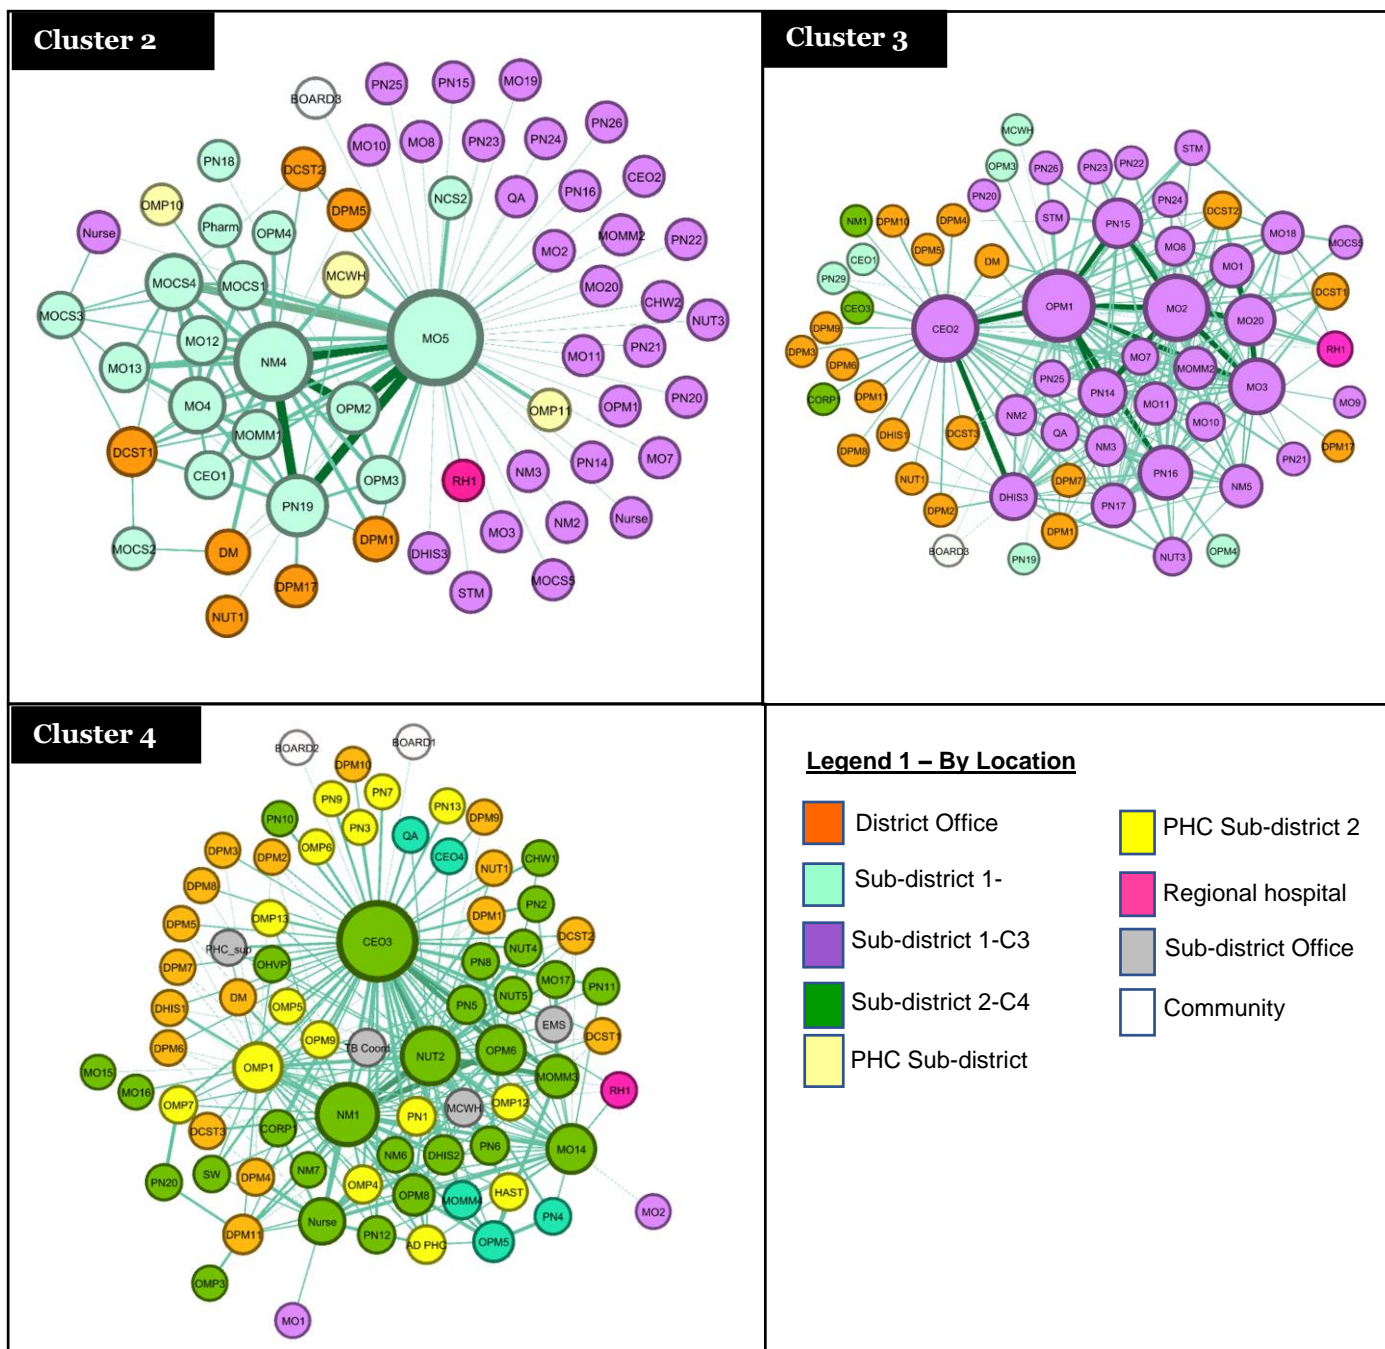 Cluster 2
BOARD3
PN25
PN15
MO19
PN26
MO10
MO8
PN23
PN24
PN18
DCST2
CEO2
OMP10
DPM5
NCS2
QA
PN16
Nurse
Pharm
OPM4
MO2
MOMM2
PN22
MOCS4
MOCS1
MCWH
MO20
CHW2
NUT3
MOCS3
MO12
MO5
MO13
NM4
MO11
PN21
MO4
OPM2
OMP11
OPM1
PN20
MOMM1
DCST1
CEO1
OPM3
RH1
NM3
PN14
MO7
PN19
MOCS2
DM
DPM1
MO3
NM2
Nurse
DHIS3
DPM17
STM
MOCS5
NUT1
Cluster 3
MCWH
OPM3
PN26
PN23
PN22
STM
PN20
PN24
NM1
DPM10
DPM4
STM
PN15
DCST2
DPM5
MO8
MO18
MOCS5
CEO1
DM
MO1
PN29
DCST1
CEO3
OPM1
MO2
MO20
CEO2
DPM9
DPM3
DPM6
MO7
RH1
MOMM2
PN25
MO3
CORP1
DPM11
PN14
MO11
MO9
NM2
MO10
DPM8
DHIS1
DCST3
QA
NM3
DPM17
PN21
NUT1
DPM7
PN16
NM5
DHIS3
DPM2
PN17
DPM1
BOARD3
PN19
NUT3
OPM4
Cluster 4
BOARD2
BOARD1
DPM10
PN9
PN7
PN13
PN10
PN3
DPM9
OMP6
QA
DPM3
DPM2
CEO4
NUT1
CHW1
DPM8
DPM5
OMP13
DPM1
PN2
PHC_sup
CEO3
DCST2
NUT4
DPM7
OHVP
PN8
MO17
PN11
DHIS1
DM
OMP5
PN5
NUT5
EMS
DCST1
DPM6
OPM9
TB Coord
NUT2
OPM6
OMP1
MOMM3
MO15
MO16
RH1
OMP7
NM1
PN1
MCWH
OMP12
DCST3
CORP1
MO14
NM6
DHIS2
PN6
PN20
SW
DPM4
NM7
OMP4
OPM8
MOMM4
HAST
MO2
Nurse
PN4
DPM11
PN12
AD PHC
OPM5
OMP3
MO1
Legend 1 – By Location
District Office
Sub-district 1-
Sub-district 1-C3
Sub-district 2-C4
PHC Sub-district
PHC Sub-district 2
Regional hospital
Sub-district Office
Community